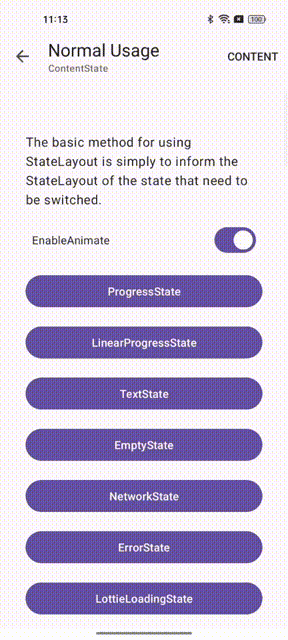 11:13
100
Normal Usage
ContentState
CONTENT
The basic method for using
StateLayout is simply to inform the
StateLayout of the state that need to
be switched.
EnableAnimate
ProgressState
LinearProgressState
TextState
EmptyState
NetworkState
ErrorState
LottieLoadingState